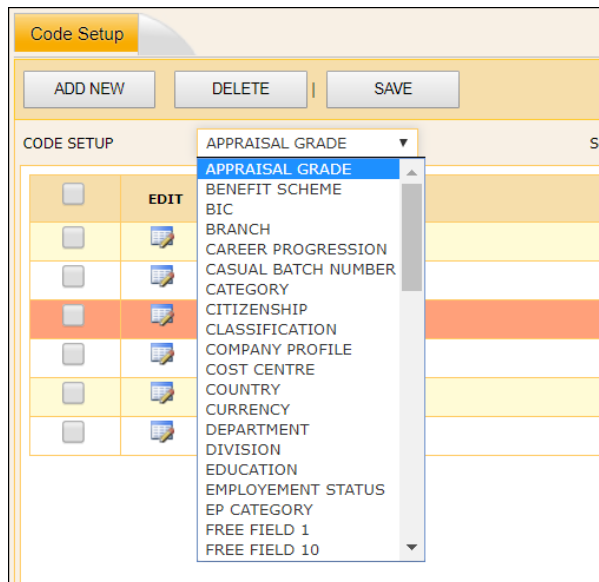 Code Setup
ADD NEW DELETE | SAVE
CODE SETUP APPRAISAL GRADE S
EDIT
APPRAISAL GRADE
BENEFIT SCHEME
BIC
BRANCH
CAREER PROGRESSION
CASUAL BATCH NUMBER
CATEGORY
CITIZENSHIP
CLASSIFICATION
COMPANY PROFILE
COST CENTRE
COUNTRY
CURRENCY
DEPARTMENT
DIVISION
EDUCATION
EMPLOYEMENT STATUS
EP CATEGORY
FREE FIELD 1
FREE FIELD 10